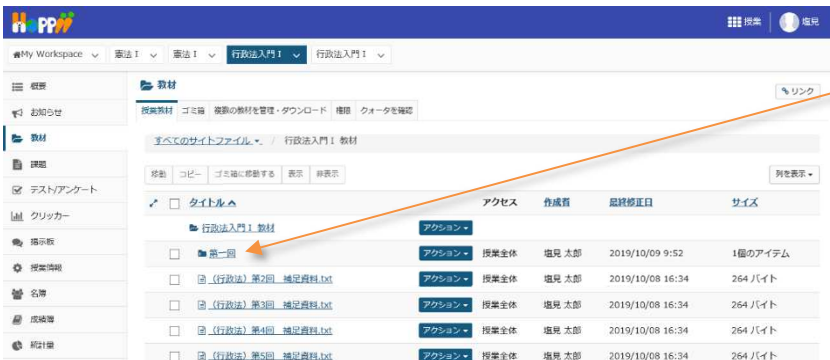 Hoppii 授業 塩見
My Workspace 憲法Ⅰ 憲法Ⅰ 行政法入門Ⅰ 行政法入門Ⅰ
概要
お知らせ
教材
課題
テスト/アンケート
クリッカー
掲示板
授業情報
名簿
成績簿
統計量
教材 リンク
授業教材 ゴミ箱 複数の教材を管理・ダウンロード 権限 クォータを確認
すべてのサイトファイル / 行政法入門Ⅰ 教材
移動 コピー ゴミ箱に移動する 表示 非表示 列を表示
タイトル アクセス 作成者 最終修正日 サイズ
行政法入門Ⅰ 教材 アクション
第一回 アクション 授業全体 塩見 太郎 2019/10/09 9:52 1個のアイテム
(行政法)第2回 補足資料.txt アクション 授業全体 塩見 太郎 2019/10/08 16:34 264 バイト
(行政法)第3回 補足資料.txt アクション 授業全体 塩見 太郎 2019/10/08 16:34 264 バイト
(行政法)第4回 補足資料.txt アクション 授業全体 塩見 太郎 2019/10/08 16:34 264 バイト
(行政法)第5回 補足資料.txt アクション 授業全体 塩見 太郎 2019/10/08 16:34 264 バイト